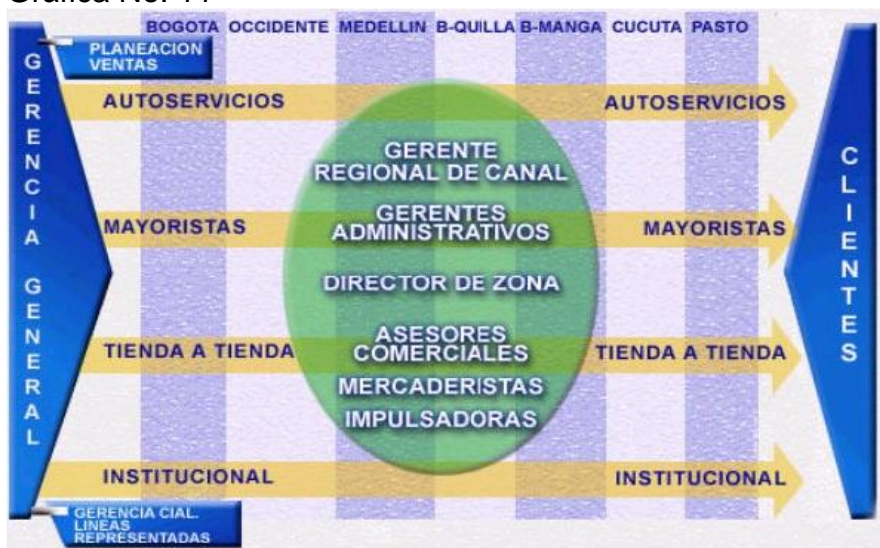 BOGOTA OCCIDENTE MEDELLIN B-QUILLA B-MANGA CUCUTA PASTO
PLANEACION
VENTAS
GERENCIA GENERAL
AUTOSERVICIOS AUTOSERVICIOS
GERENTE
REGIONAL DE CANAL
MAYORISTAS MAYORISTAS
GERENTES
ADMINISTRATIVOS
DIRECTOR DE ZONA
TIENDA A TIENDA TIENDA A TIENDA
ASESORES
COMERCIALES
MERCADERISTAS
IMPULSADORAS
INSTITUCIONAL INSTITUCIONAL
CLIENTES
GERENCIA CIAL.
LINEAS
REPRESENTADAS